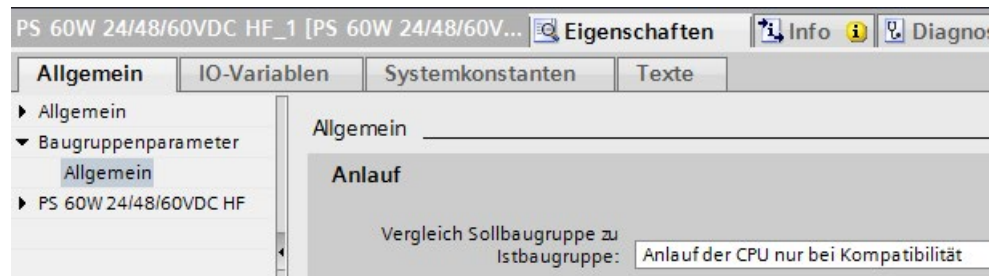 PS 60W 24/48/60VDC HF_1 [PS 60W 24/48/60V... Eigenschaften Info Diagnos
Allgemein IO-Variablen Systemkonstanten Texte
Allgemein
Baugruppenparameter
Allgemein
PS 60W 24/48/60VDC HF
Allgemein
Anlauf
Vergleich Sollbaugruppe zu
Istbaugruppe: Anlauf der CPU nur bei Kompatibilität